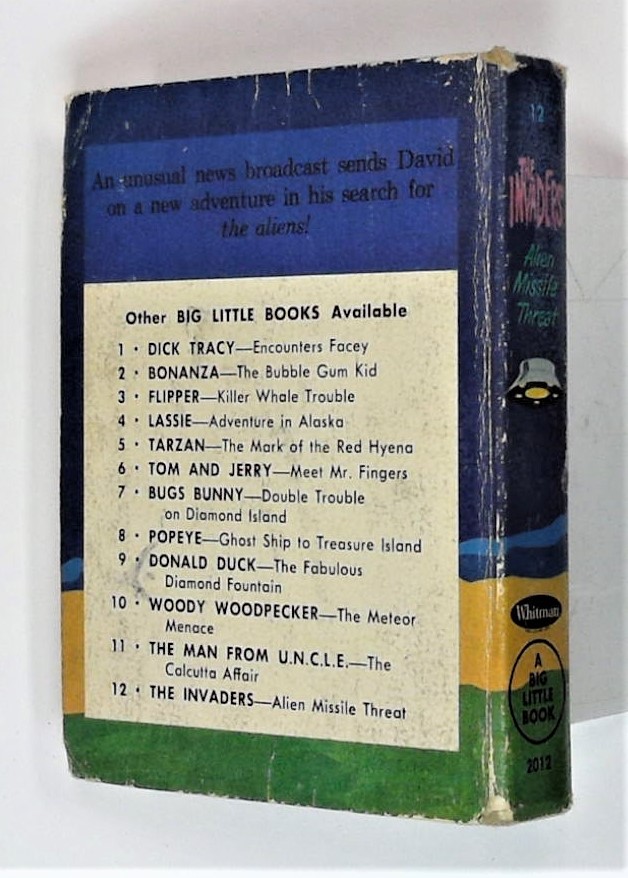 An unusual news broadcast sends David
on a new adventure in his search for
the aliens!
Other BIG LITTLE BOOKS Available
1 • DICK TRACY—Encounters Facey
2 • BONANZA—The Bubble Gum Kid
3 • FLIPPER—Killer Whale Trouble
4 • LASSIE—Adventure in Alaska
5 • TARZAN—The Mark of the Red Hyena
6 • TOM AND JERRY—Meet Mr. Fingers
7 • BUGS BUNNY—Double Trouble
on Diamond Island
8 • POPEYE—Ghost Ship to Treasure Island
9 • DONALD DUCK—The Fabulous
Diamond Fountain
10 • WOODY WOODPECKER—The Meteor
Menace
11 • THE MAN FROM U.N.C.L.E.—The
Calcutta Affair
12 • THE INVADERS—Alien Missile Threat
12
THE
INVADERS
Alien
Missile
Threat
Whitman
A
BIG
LITTLE
BOOK
2012